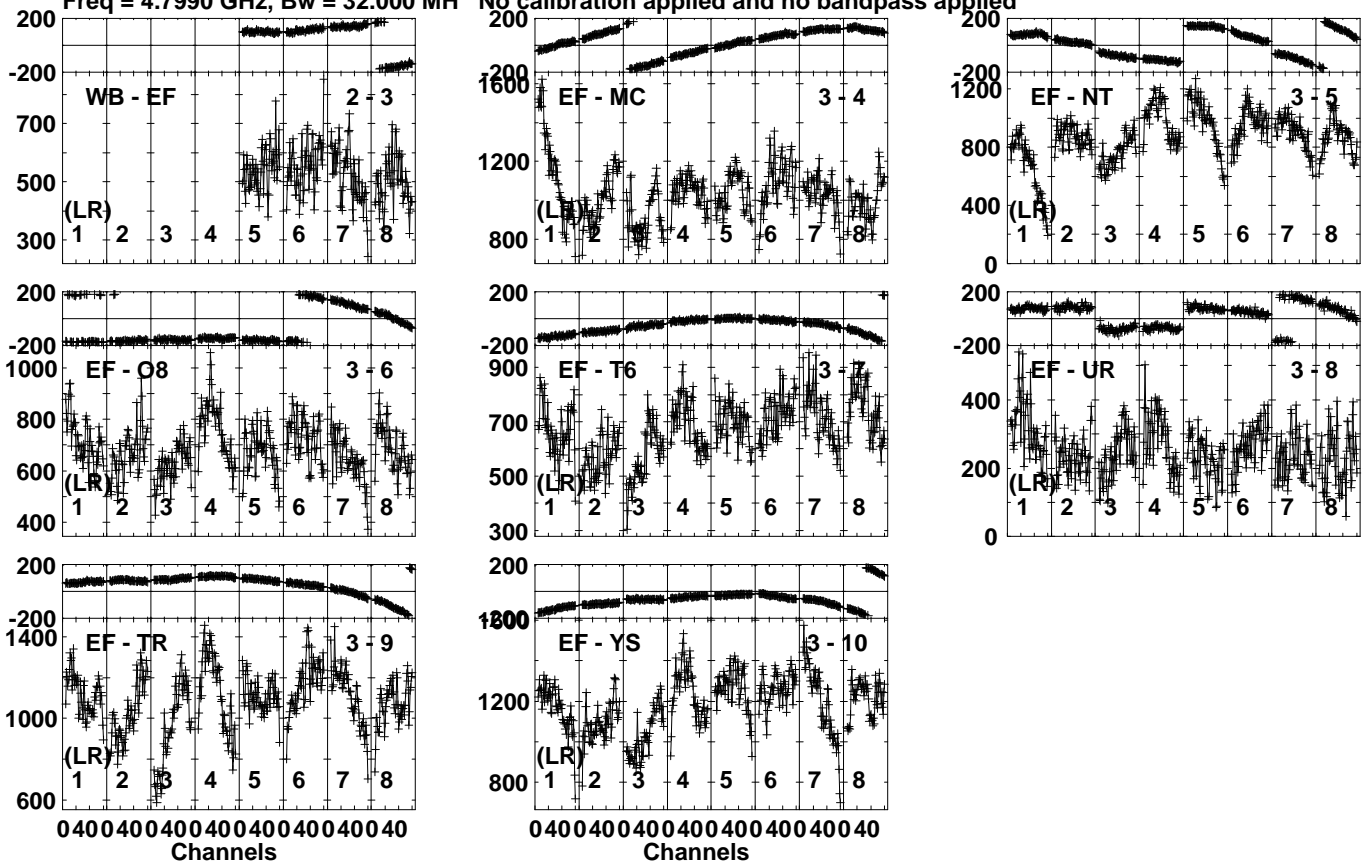 Freq = 4.7990 GHz, Bw = 32.000 MH No calibration applied and no bandpass applied
200
-200
WB - EF 2 - 3
700
500
300
(LR)
1 2 3 4 5 6 7 8
200
-200
1600
EF - MC 3 - 4
1200
800
(LR)
1 2 3 4 5 6 7 8
200
-200
1200
EF - NT 3 - 5
800
400
0
(LR)
1 2 3 4 5 6 7 8
200
-200
1000
EF - O8 3 - 6
800
600
400
(LR)
1 2 3 4 5 6 7 8
200
-200
900
EF - T6 3 - 7
700
500
300
(LR)
1 2 3 4 5 6 7 8
200
-200
EF - UR 3 - 8
400
200
0
(LR)
1 2 3 4 5 6 7 8
200
-200
1400
EF - TR 3 - 9
1000
600
(LR)
1 2 3 4 5 6 7 8
0 40 0 40 0 40 0 40 0 40 0 40 0 40 0 40
Channels
200
-200
1600
EF - YS 3 - 10
1200
800
(LR)
1 2 3 4 5 6 7 8
0 40 0 40 0 40 0 40 0 40 0 40 0 40 0 40
Channels